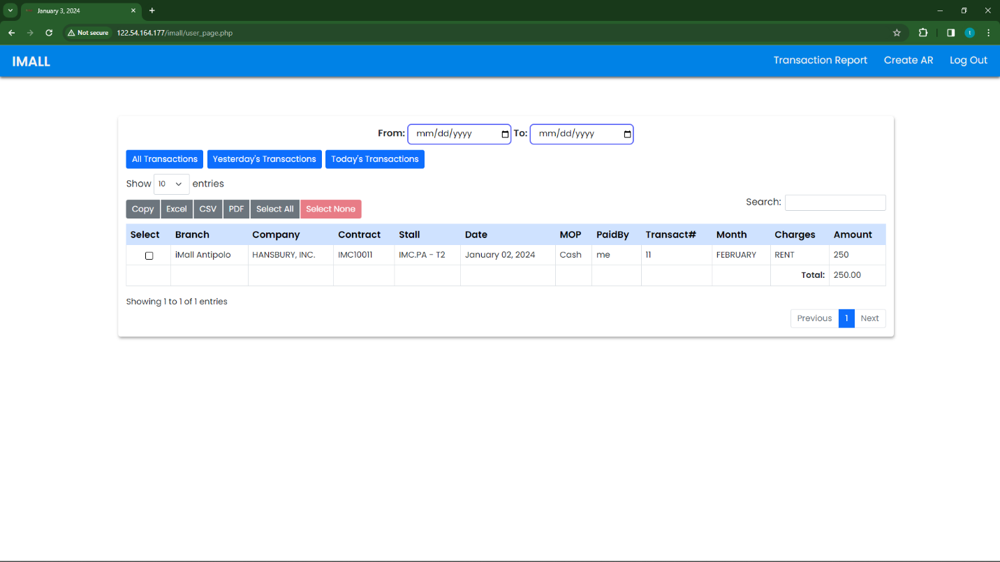 January 3, 2024
Not secure 122.54.164.177/imall/user_page.php
t
IMALL Transaction Report Create AR Log Out
From: mm/dd/yyyy To: mm/dd/yyyy
All Transactions Yesterday's Transactions Today's Transactions
Show 10 entries
Search:
Copy Excel CSV PDF Select All Select None
Select Branch Company Contract Stall Date MOP PaidBy Transact# Month Charges Amount
iMall Antipolo HANSBURY, INC. IMC10011 IMC.PA - T2 January 02, 2024 Cash me 11 FEBRUARY RENT 250
Total: 250.00
Showing 1 to 1 of 1 entries
Previous 1 Next